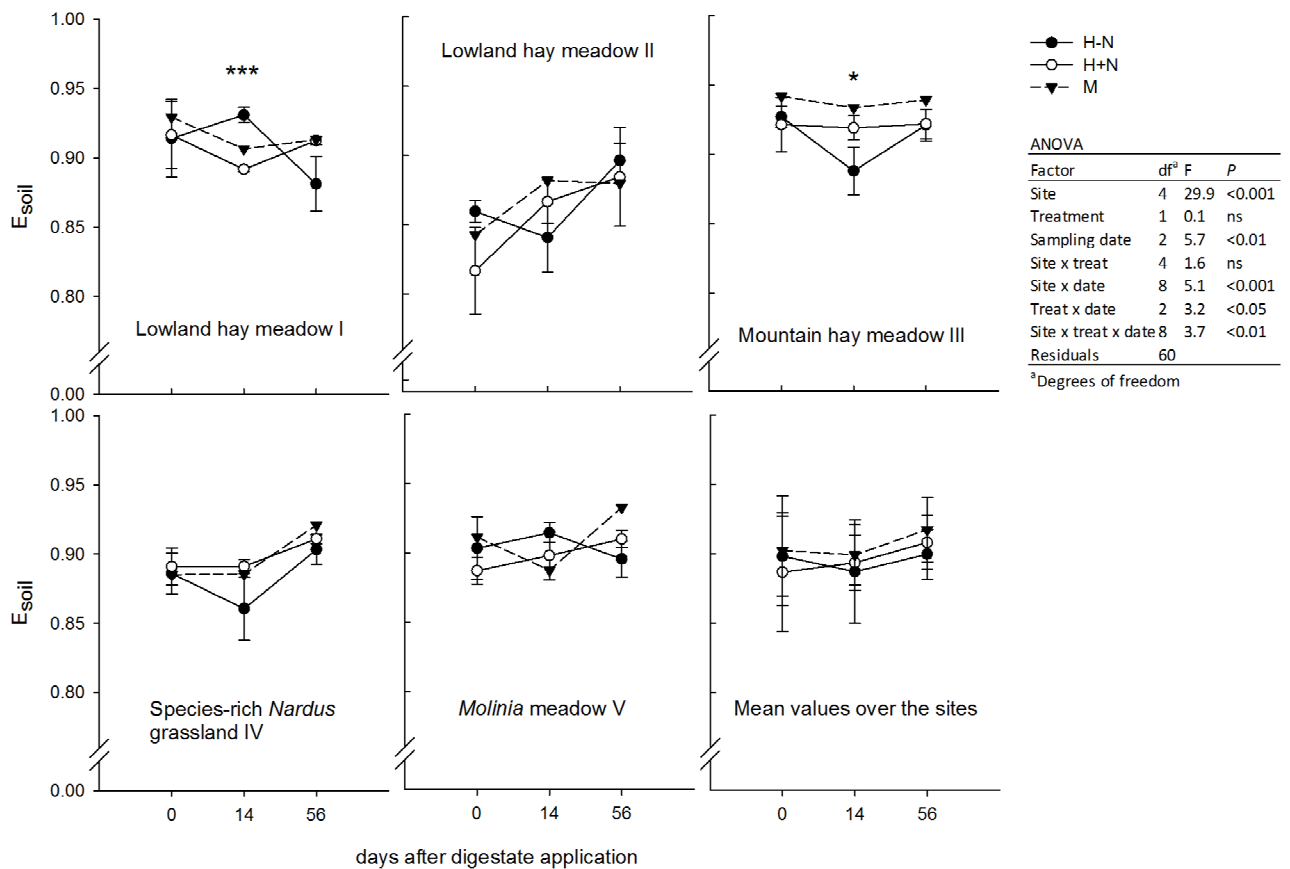 1.00
0.95
0.90
0.85
0.80
0.00
E soil
***
Lowland hay meadow I
Lowland hay meadow II
*
Mountain hay meadow III
H-N
H+N
M
ANOVA
Factor df a F P
Site 4 29.9 <0.001
Treatment 1 0.1 ns
Sampling date 2 5.7 <0.01
Site x treat 4 1.6 ns
Site x date 8 5.1 <0.001
Treat x date 2 3.2 <0.05
Site x treat x date 8 3.7 <0.01
Residuals 60
a Degrees of freedom
1.00
0.95
0.90
0.85
0.80
0.00
E soil
Species-rich Nardus
grassland IV
Molinia meadow V
Mean values over the sites
0 14 56
0 14 56
0 14 56
days after digestate application